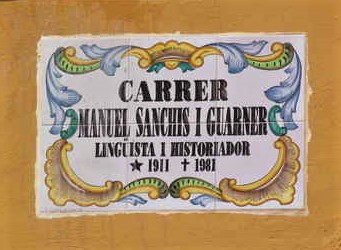 CARRER
MANUEL SANCHIS I GUARNER
LINGÜISTA I HISTORIADOR
★ 1911 ✝ 1981